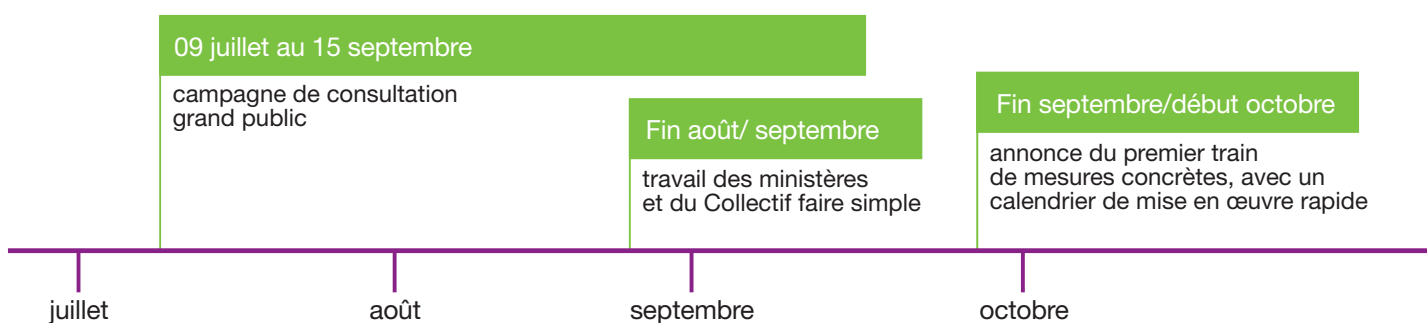 09 juillet au 15 septembre
campagne de consultation
grand public
Fin août/ septembre
travail des ministères
et du Collectif faire simple
Fin septembre/début octobre
annonce du premier train
de mesures concrètes, avec un
calendrier de mise en œuvre rapide
juillet
août
septembre
octobre